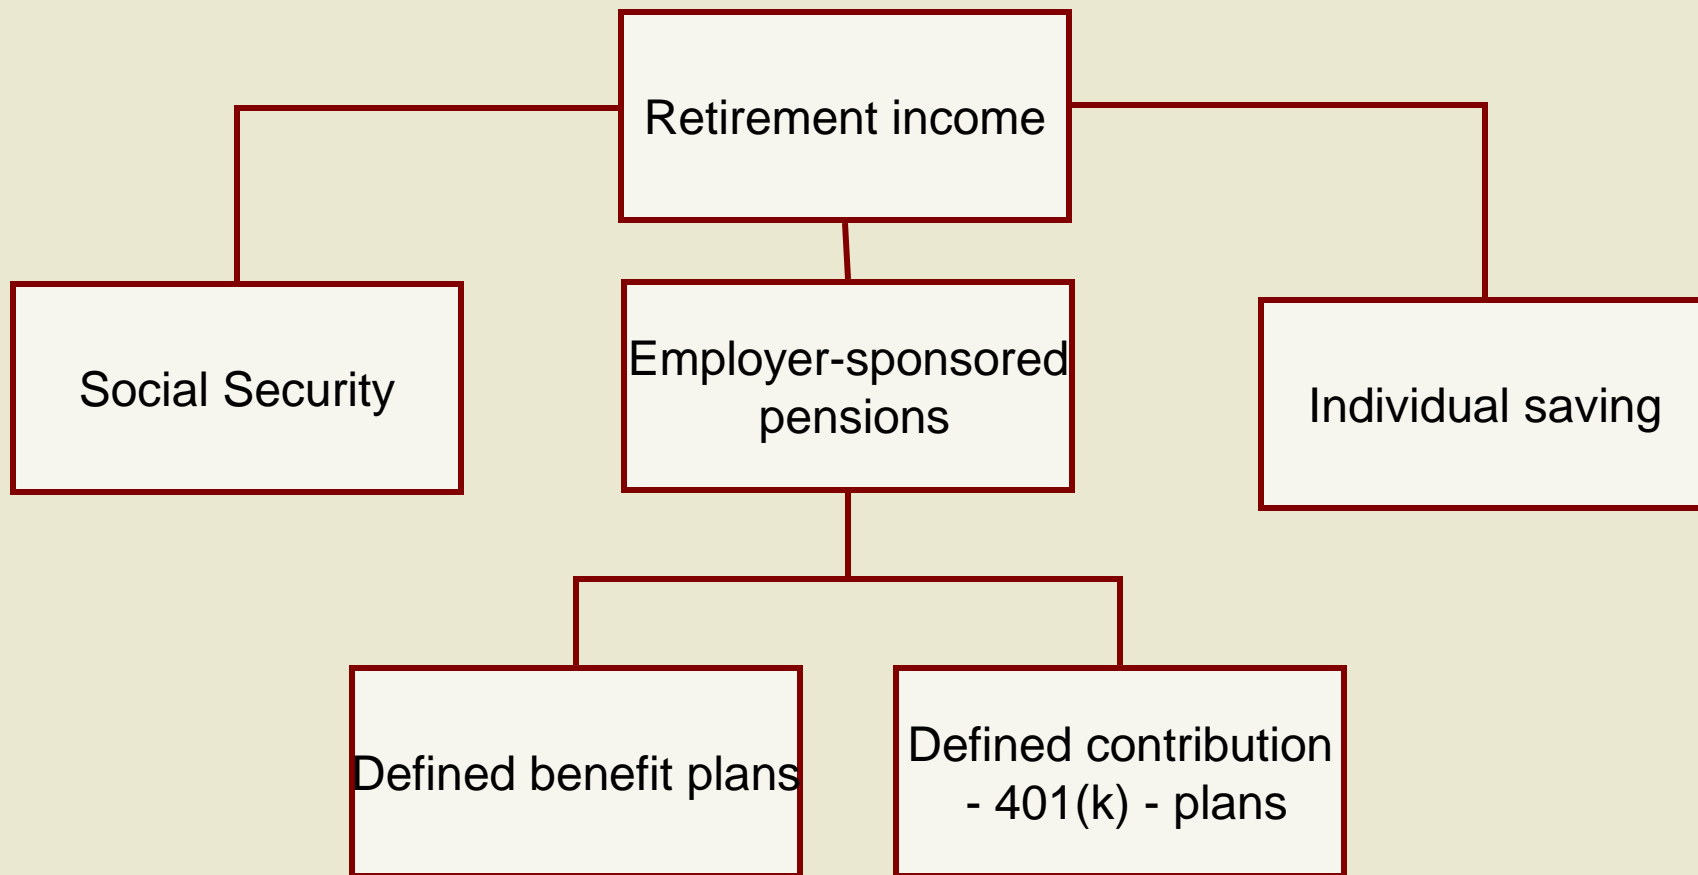 Retirement income
Social Security
Employer-sponsored
pensions
Individual saving
Defined benefit plans
Defined contribution
- 401(k) - plans